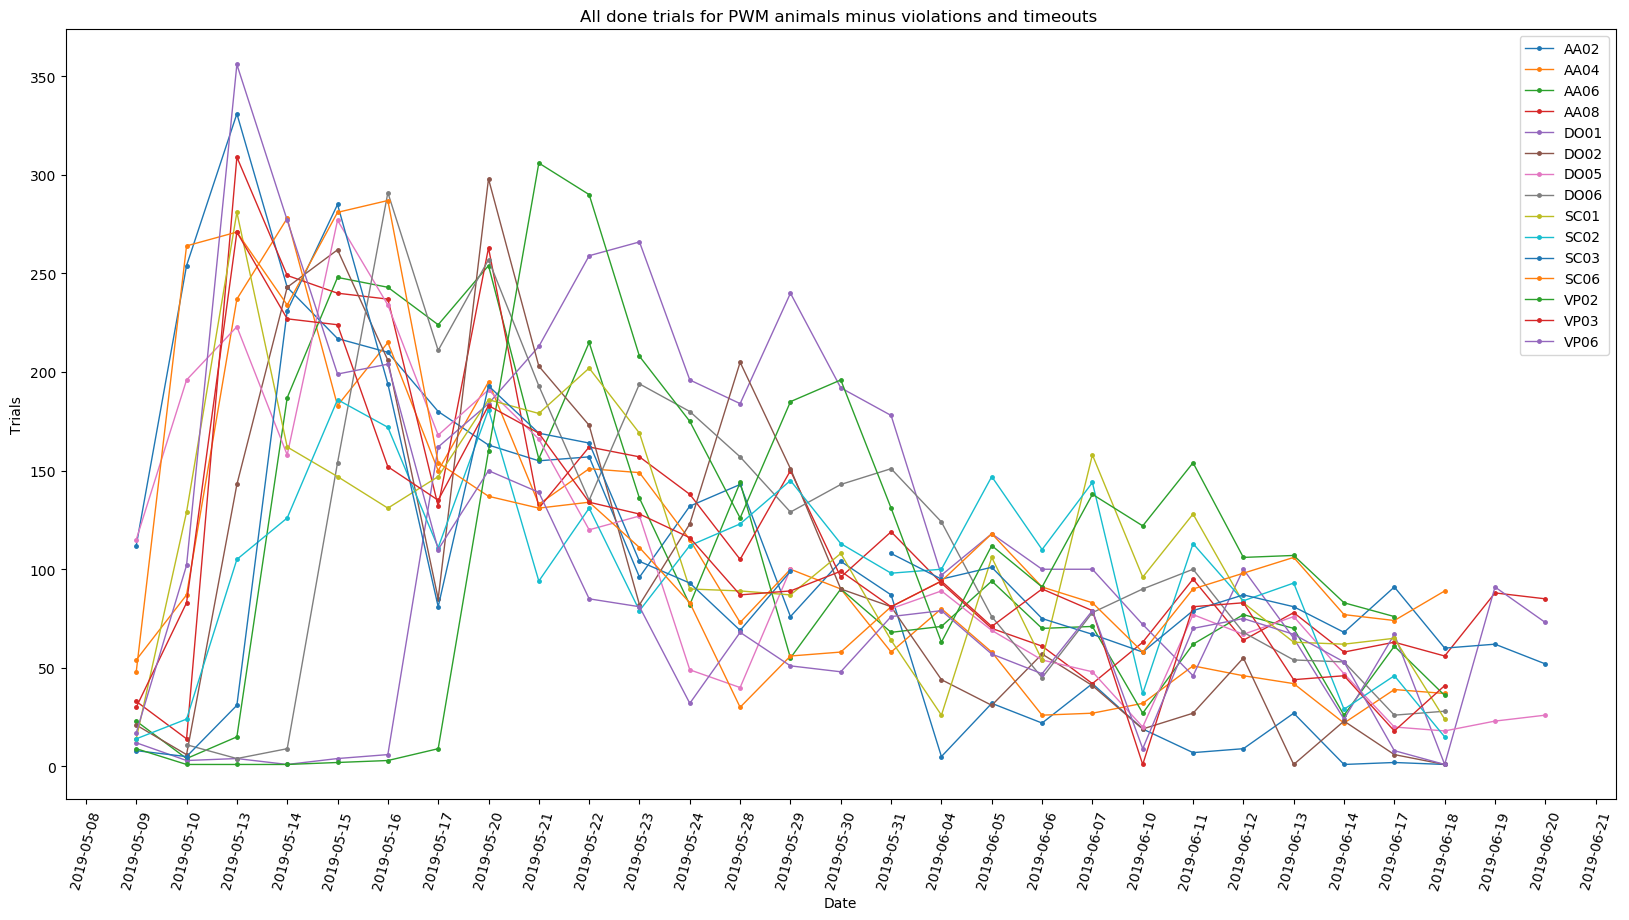 All done trials for PWM animals minus violations and timeouts
350
300
250
200
150
100
50
0
Trials
AA02
AA04
AA06
AA08
DO01
DO02
DO05
DO06
SC01
SC02
SC03
SC06
VP02
VP03
VP06
2019-05-08
2019-05-09
2019-05-10
2019-05-13
2019-05-14
2019-05-15
2019-05-16
2019-05-17
2019-05-20
2019-05-21
2019-05-22
2019-05-23
2019-05-24
2019-05-28
2019-05-29
2019-05-30
2019-05-31
2019-06-04
2019-06-05
2019-06-06
2019-06-07
2019-06-10
2019-06-11
2019-06-12
2019-06-13
2019-06-14
2019-06-17
2019-06-18
2019-06-19
2019-06-20
2019-06-21
Date